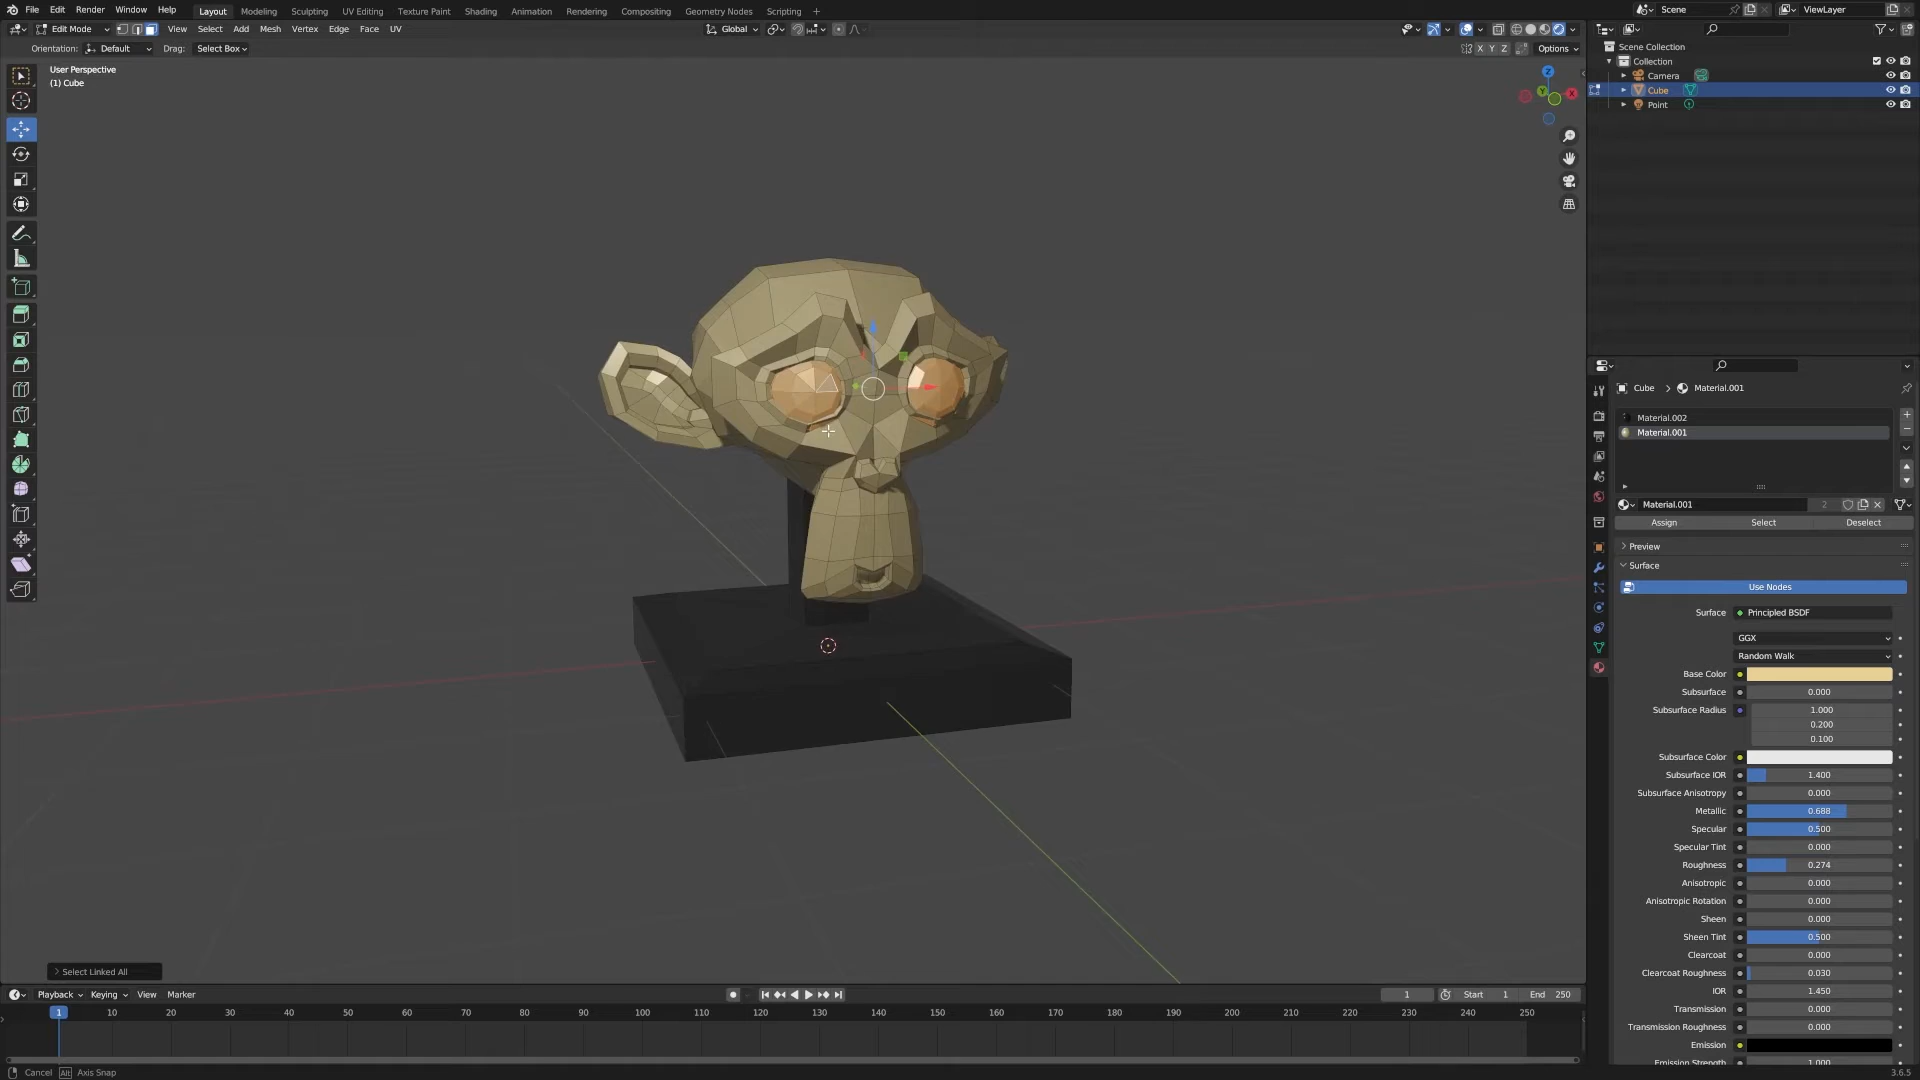 File Edit Render Window Help Layout Modeling Sculpting UV Editing Texture Paint Shading Animation Rendering Compositing Geometry Nodes Scripting + Scene ViewLayer
Edit Mode View Select Add Mesh Vertex Edge Face UV Global
Orientation: Default Drag: Select Box X Y Z Options
User Perspective
(1) Cube
Z
Y
X
Scene Collection
Collection
Camera
Cube
Point
Cube > Material.001
Material.002
Material.001
Material.001 2
Assign Select Deselect
Preview
Surface
Use Nodes
Surface Principled BSDF
GGX
Random Walk
Base Color
Subsurface 0.000
Subsurface Radius 1.000
0.200
0.100
Subsurface Color
Subsurface IOR 1.400
Subsurface Anisotropy 0.000
Metallic 0.688
Specular 0.500
Specular Tint 0.000
Roughness 0.274
Anisotropic 0.000
Anisotropic Rotation 0.000
Sheen 0.000
Sheen Tint 0.500
Clearcoat 0.000
Clearcoat Roughness 0.030
IOR 1.450
Transmission 0.000
Transmission Roughness 0.000
Emission
Emission Strength 1.000
Select Linked All
Playback Keying View Marker 1 Start 1 End 250
1 10 20 30 40 50 60 70 80 90 100 110 120 130 140 150 160 170 180 190 200 210 220 230 240 250
Cancel Alt Axis Snap 3.6.5